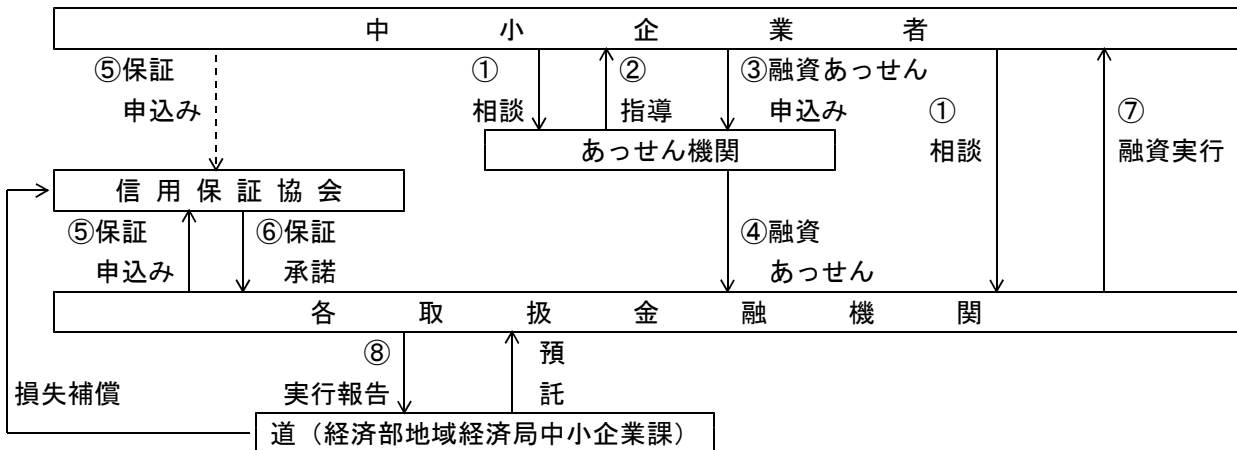 中小企業者
⑤保証
申込み
①
相談
②
指導
③融資あっせん
申込み
①
相談
⑦
融資実行
あっせん機関
信用保証協会
⑤保証
申込み
⑥保証
承諾
④融資
あっせん
各取扱金融機関
⑧
実行報告
預
託
損失補償
道（経済部地域経済局中小企業課）